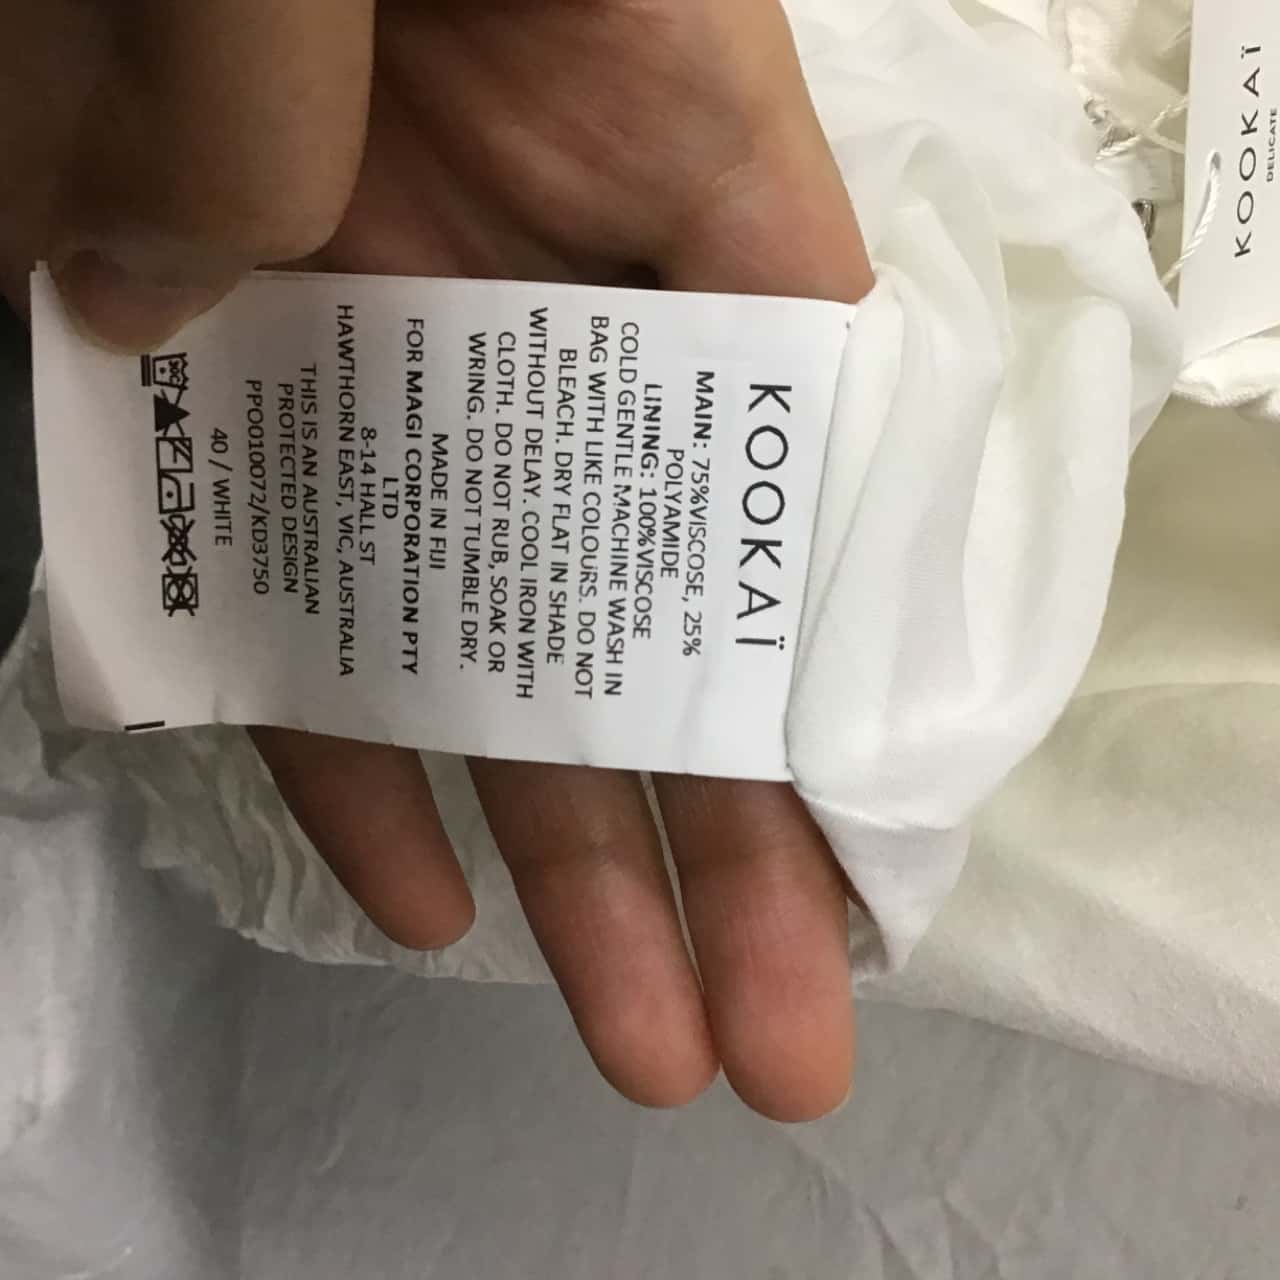 KOOKAÏ
MAIN: 75%VISCOSE, 25%
POLYAMIDE
LINING: 100%VISCOSE
COLD GENTLE MACHINE WASH IN
BAG WITH LIKE COLOURS. DO NOT
BLEACH. DRY FLAT IN SHADE
WITHOUT DELAY. COOL IRON WITH
CLOTH. DO NOT RUB, SOAK OR
WRING. DO NOT TUMBLE DRY.
MADE IN FIJI
FOR MAGI CORPORATION PTY
LTD
8-14 HALL ST
HAWTHORN EAST, VIC, AUSTRALIA
THIS IS AN AUSTRALIAN
PROTECTED DESIGN
PPO010072/KD3750
40 / WHITE
30C
KOOKAÏ
DELICATE